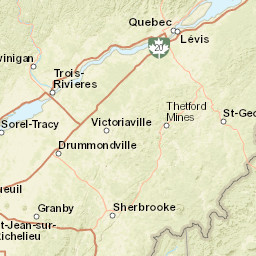 Quebec
Lévis
20
vinigan
Trois-
Rivieres
Thetford
Mines
St-Geo
Victoriaville
Sorel-Tracy
Drummondville
ueuil
Granby
Sherbrooke
t-Jean-sur-
ichelieu